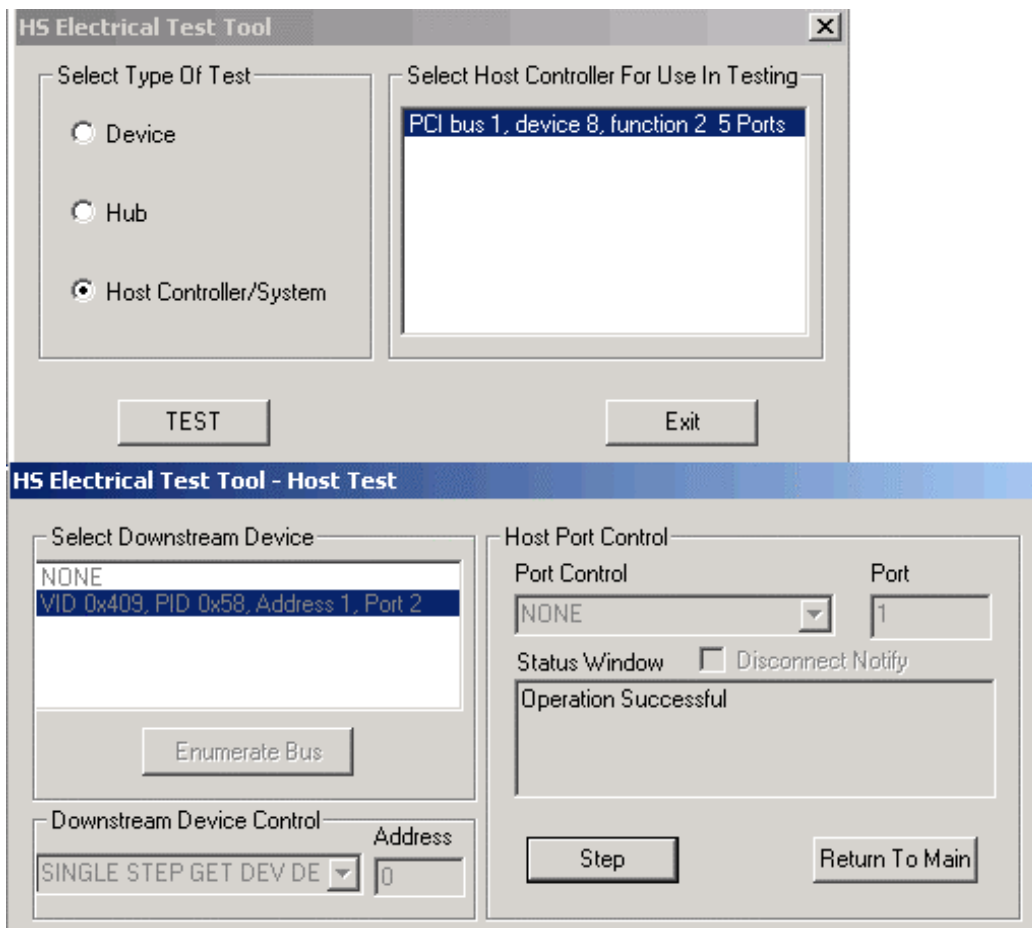 HS Electrical Test Tool
Select Type Of Test
Device
Hub
Host Controller/System
Select Host Controller For Use In Testing
PCI bus 1, device 8, function 2 5 Ports
TEST
Exit
HS Electrical Test Tool - Host Test
Select Downstream Device
NONE
VID 0x409, PID 0x58, Address 1, Port 2
Enumerate Bus
Downstream Device Control
Address
SINGLE STEP GET DEV DE
0
Host Port Control
Port Control
Port
NONE
1
Status Window
Disconnect Notify
Operation Successful
Step
Return To Main